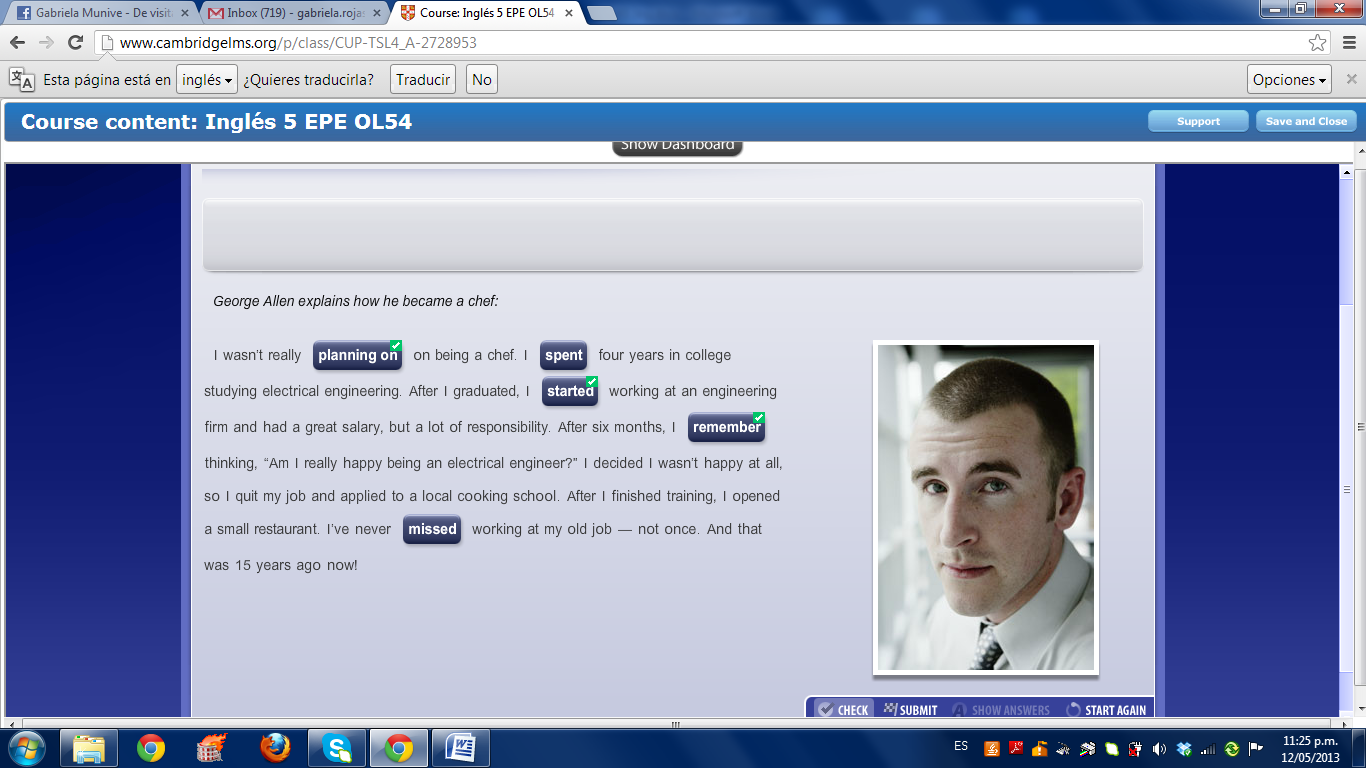 Gabriela Munive - De visit
Inbox (719) - gabriela.roja
Course: Inglés 5 EPE OL54
www.cambridgelms.org/p/class/CUP-TSL4_A-2728953
Esta página está en inglés ¿Quieres traducirla? Traducir No Opciones
Course content: Inglés 5 EPE OL54 Support Save and Close
Show Dashboard
George Allen explains how he became a chef:
I wasn't really planning on on being a chef. I spent four years in college
studying electrical engineering. After I graduated, I started working at an engineering
firm and had a great salary, but a lot of responsibility. After six months, I remember
thinking, “Am I really happy being an electrical engineer?” I decided I wasn't happy at all,
so I quit my job and applied to a local cooking school. After I finished training, I opened
a small restaurant. I've never missed working at my old job — not once. And that
was 15 years ago now!
CHECK SUBMIT SHOW ANSWERS START AGAIN
ES 11:25 p.m.
12/05/2013